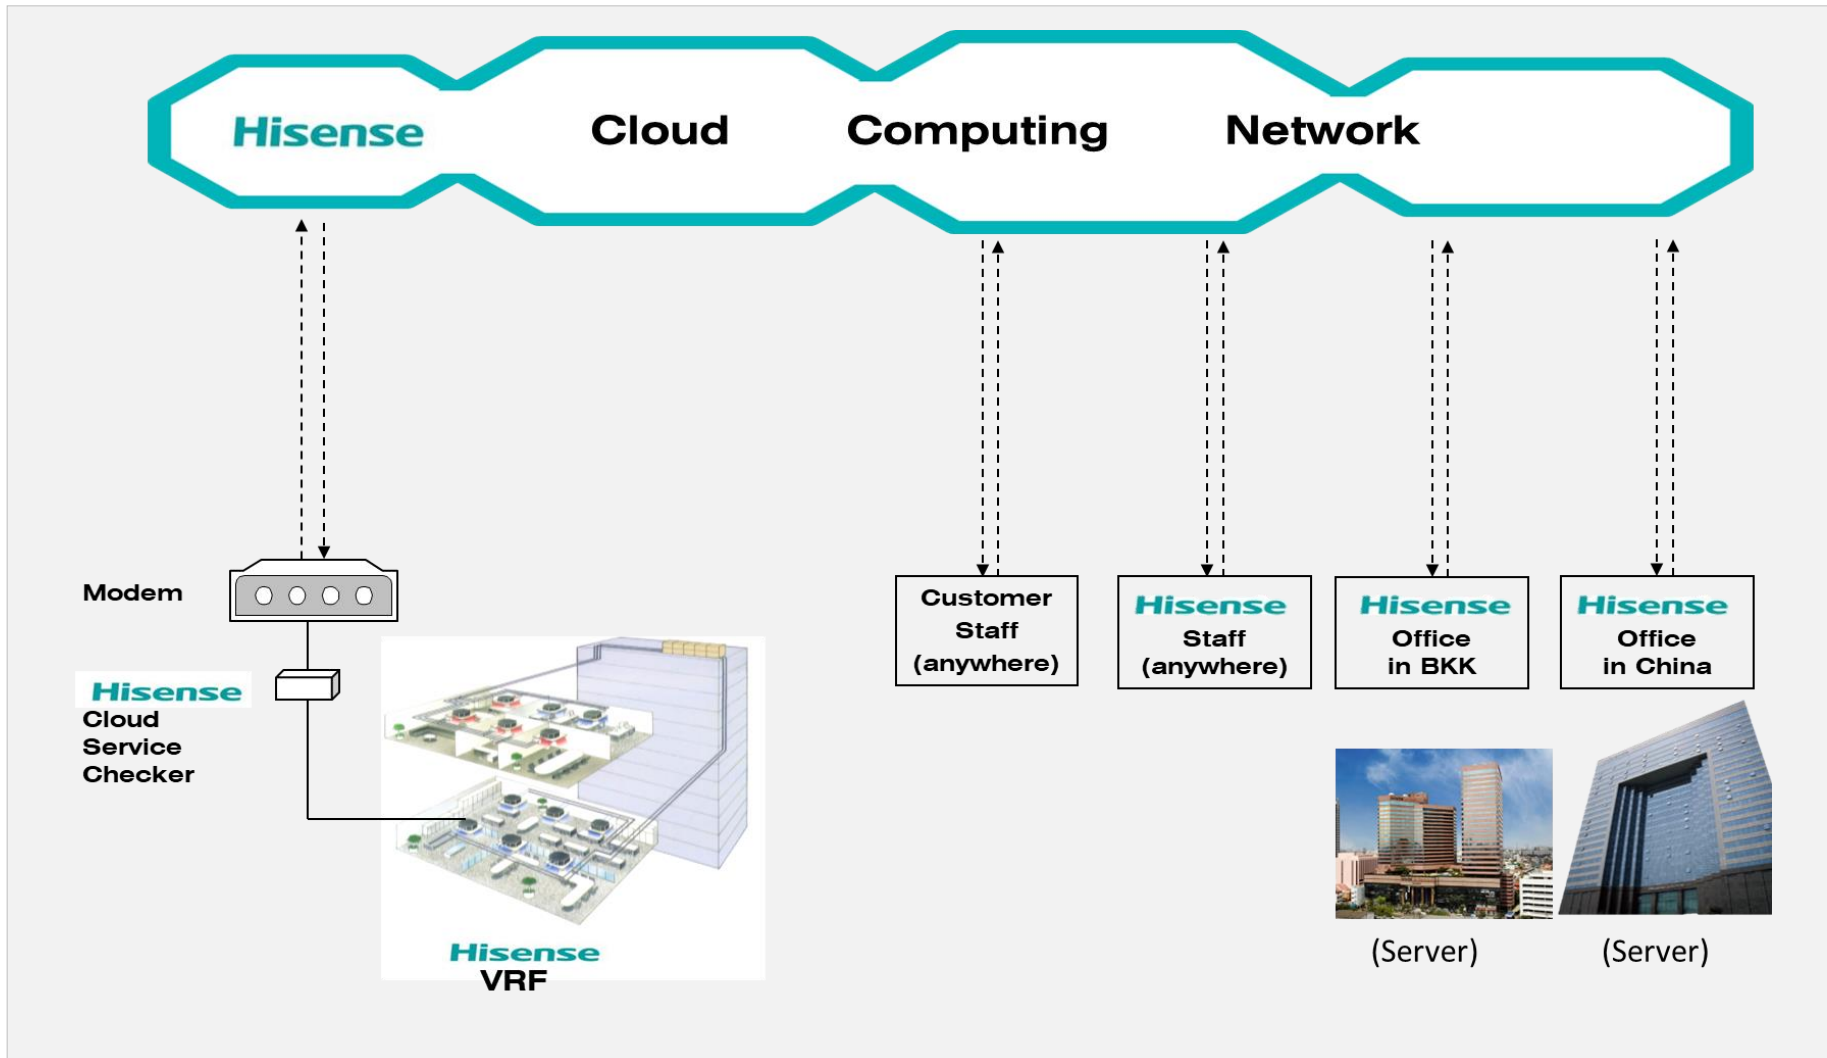 Hisense Cloud Computing Network
Modem
Hisense
Cloud
Service
Checker
Hisense
VRF
Customer
Staff
(anywhere)
Hisense
Staff
(anywhere)
Hisense
Office
in BKK
Hisense
Office
in China
(Server)
(Server)